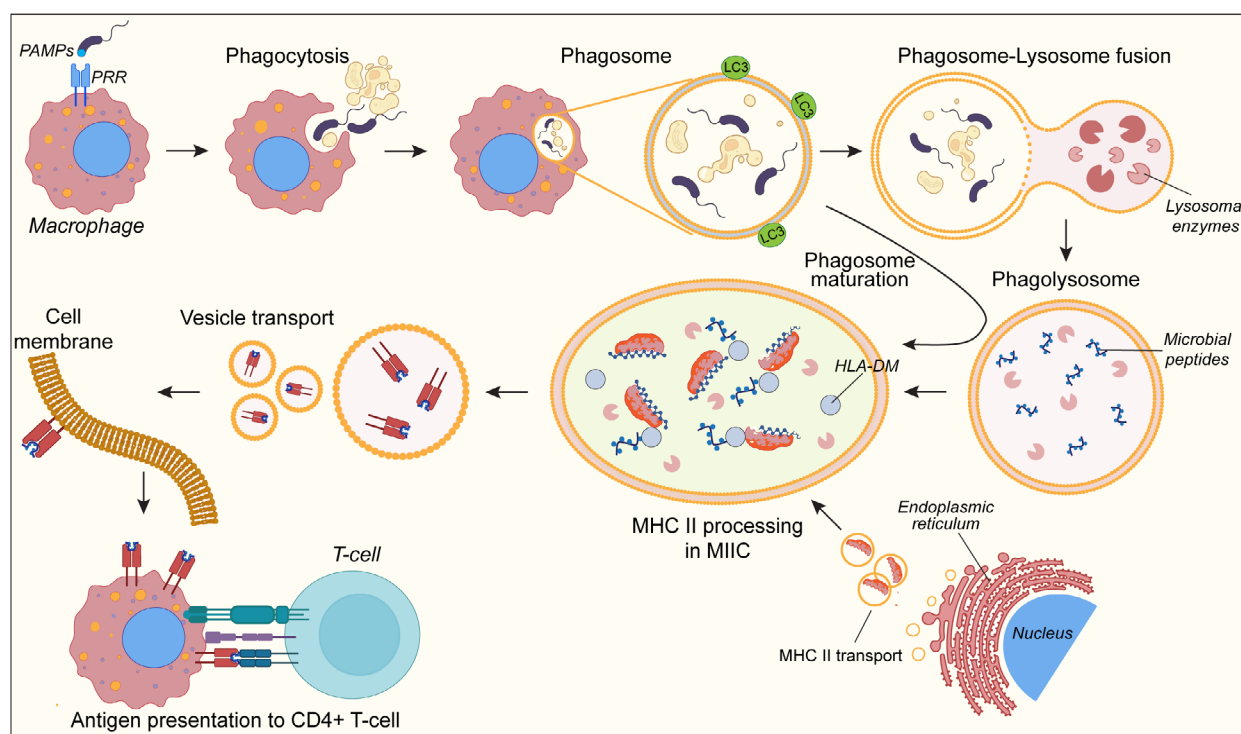 PAMPs
PRR
Macrophage
Phagocytosis
Phagosome
LC3
LC3
LC3
Phagosome-Lysosome fusion
Lysosoma
enzymes
Phagosome
maturation
Phagolysosome
Microbial
peptides
HLA-DM
MHC II processing
in MIIC
Vesicle transport
Cell
membrane
Endoplasmic
reticulum
Nucleus
MHC II transport
T-cell
Antigen presentation to CD4+ T-cell